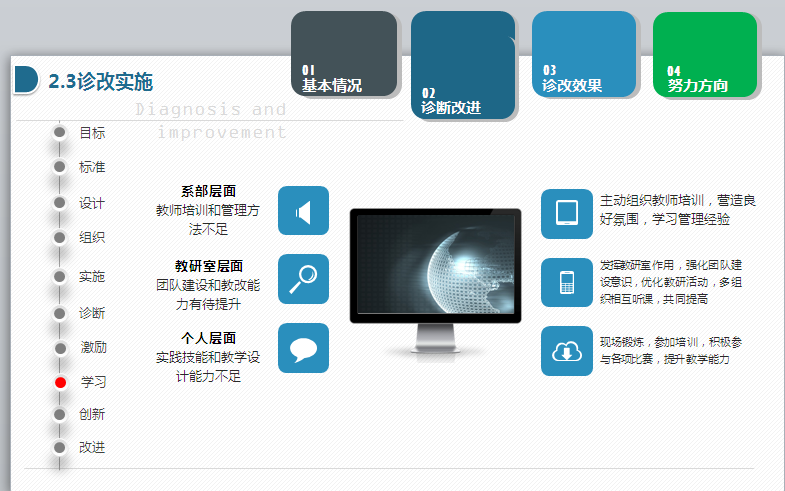 01
基本情况
02
诊断改进
03
诊改效果
04
努力方向
2.3诊改实施
Diagnosis and
improvement
目标
标准
设计
组织
实施
诊断
激励
学习
创新
改进
系部层面
教师培训和管理方
法不足
教研室层面
团队建设和教改能
力有待提升
个人层面
实践技能和教学设
计能力不足
主动组织教师培训，营造良
好氛围，学习管理经验
发挥教研室作用，强化团队建
设意识，优化教研活动，多组
织相互听课，共同提高
现场锻炼，参加培训，积极参
与各项比赛，提升教学能力